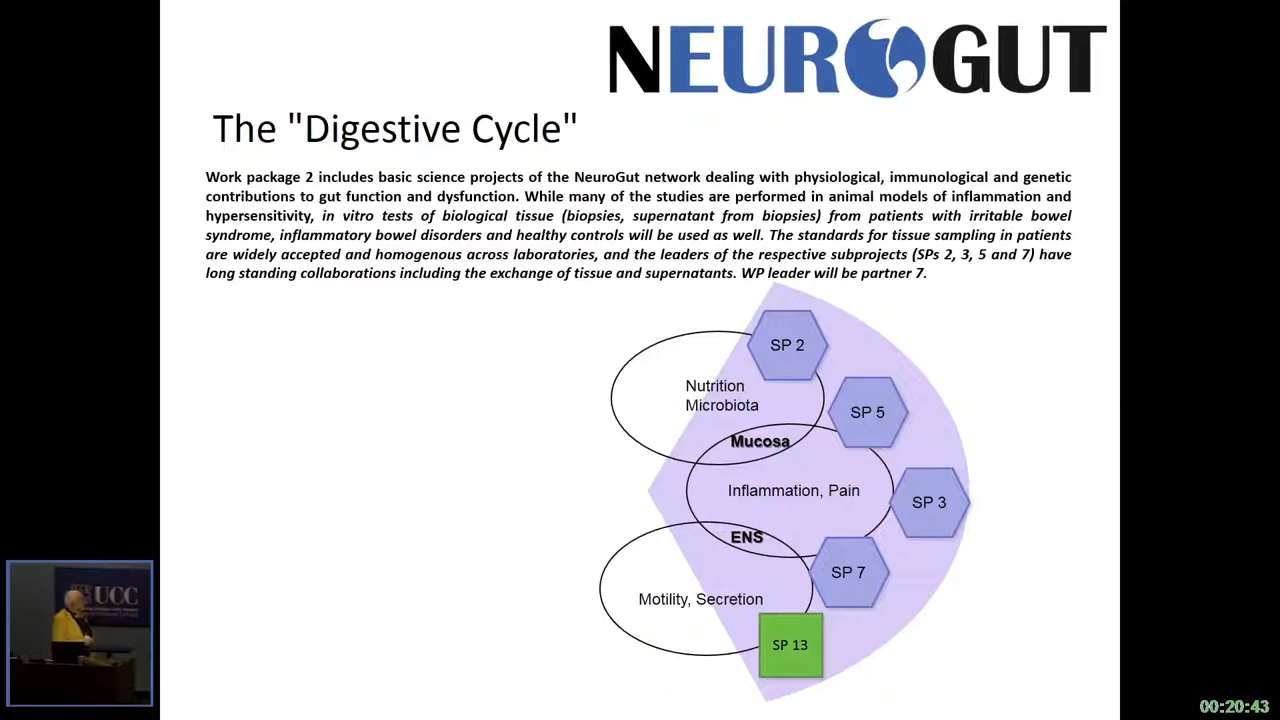 NEUROGUT
The "Digestive Cycle"
Work package 2 includes basic science projects of the NeuroGut network dealing with physiological, immunological and genetic
contributions to gut function and dysfunction. While many of the studies are performed in animal models of inflammation and
hypersensitivity, in vitro tests of biological tissue (biopsies, supernatant from biopsies) from patients with irritable bowel
syndrome, inflammatory bowel disorders and healthy controls will be used as well. The standards for tissue sampling in patients
are widely accepted and homogenous across laboratories, and the leaders of the respective subprojects (SPs 2, 3, 5 and 7) have
long standing collaborations including the exchange of tissue and supernatants. WP leader will be partner 7.
SP 2
Nutrition
Microbiota
SP 5
Mucosa
Inflammation, Pain
SP 3
ENS
SP 7
Motility, Secretion
SP 13
UCC
00:20:43